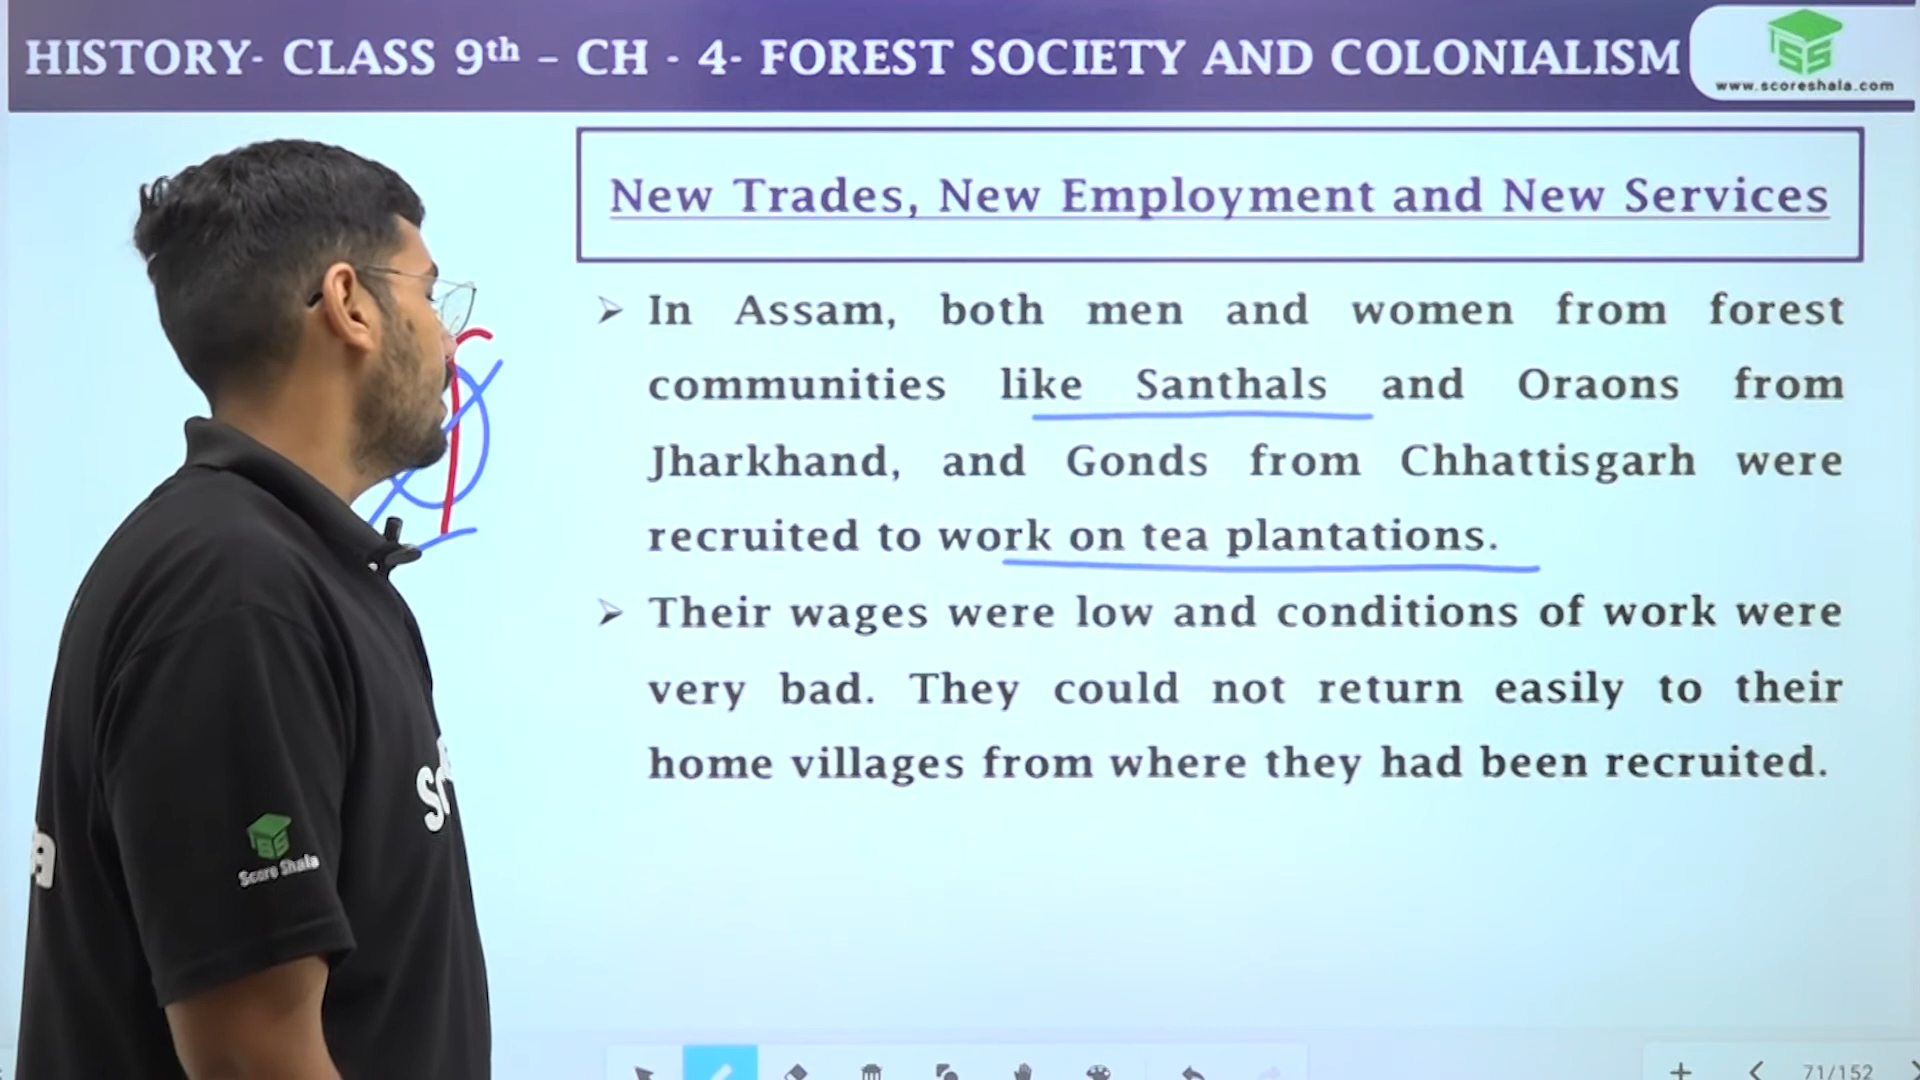 HISTORY- CLASS 9th – CH - 4- FOREST SOCIETY AND COLONIALISM
www.scoreshala.com
New Trades, New Employment and New Services
➢ In Assam, both men and women from forest
communities like Santhals and Oraons from
Jharkhand, and Gonds from Chhattisgarh were
recruited to work on tea plantations.
➢ Their wages were low and conditions of work were
very bad. They could not return easily to their
home villages from where they had been recruited.
Score Shala
71/152